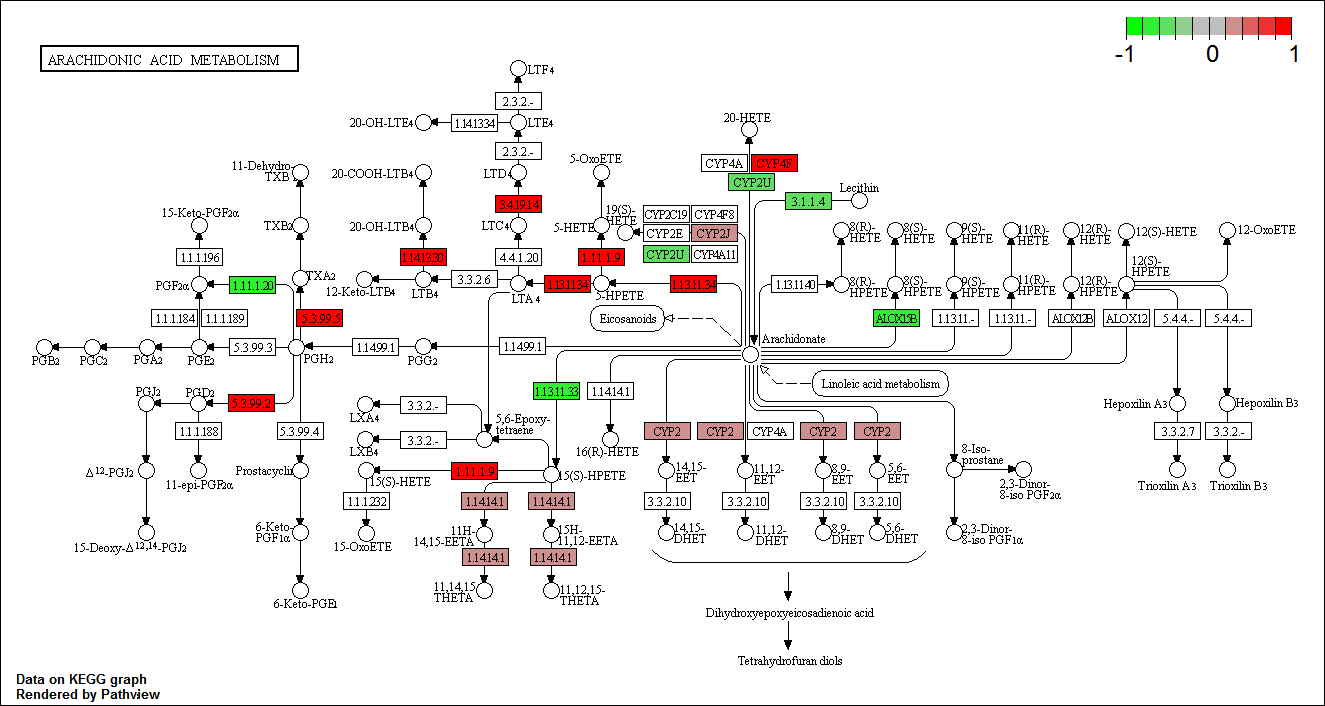 -1 0 1
ARACHIDONIC ACID METABOLISM
LTF4
2.3.2.-
20-OH-LTE4
1.14.13.34
LTE4
20-HETE
2.3.2.-
CYP4A
CYP4F
11-Dehydro-
TXB
20-COOH-LTB4
LTD4
5-OxoETE
CYP2U
Lecithin
3.4.19.14
3.1.1.4
15-Keto-PGF2α
TXB2
20-OH-LTB4
LTC4
5-HETE
19(S)-
HETE
CYP2C19
CYP4F8
CYP2E
CYP2J
CYP2U
CYP4A11
8(R)-
HETE
8(S)-
HETE
9(S)-
HETE
11(R)-
HETE
12(R)-
HETE
12(S)-HETE
12-OxoETE
1.1.1.196
1.14.13.30
4.4.1.20
1.11.1.9
12(S)-
HPETE
PGF2α
1.11.1.20
TXA2
12-Keto-LTB4
LTB4
3.3.2.6
LTA4
1.13.11.34
5-HPETE
1.13.11.34
1.13.11.40
8(R)-
HPETE
8(S)-
HPETE
9(S)-
HPETE
11(R)-
HPETE
12(R)-
HPETE
1.1.1.184
1.1.1.189
5.3.99.5
Eicosanoids
ALOX15B
1.13.11.-
1.13.11.-
ALOX12B
ALOX12
5.4.4.-
5.4.4.-
PGB2
PGC2
PGA2
PGE2
5.3.99.3
PGH2
1.14.99.1
PGG2
1.14.99.1
Arachidonate
Linoleic acid metabolism
PGJ2
PGD2
5.3.99.2
1.13.11.33
1.14.14.1
LXA4
3.3.2.-
5,6-Epoxy-
tetraene
Hepoxilin A3
Hepoxilin B3
1.1.1.188
5.3.99.4
LXB4
3.3.2.-
16(R)-HETE
CYP2
CYP2
CYP4A
CYP2
CYP2
3.3.2.7
3.3.2.-
Δ12-PGJ2
11-epi-PGF2α
Prostacyclin
15(S)-HETE
1.11.1.9
15(S)-HPETE
14,15-
EET
11,12-
EET
8,9-
EET
5,6-
EET
8-Iso-
prostane
2,3-Dinor-
8-iso PGF2α
Trioxilin A3
Trioxilin B3
1.1.1.232
1.14.14.1
1.14.14.1
3.3.2.10
3.3.2.10
3.3.2.10
3.3.2.10
15-Deoxy-Δ12,14-PGJ2
6-Keto-
PGF1α
15-OxoETE
11H-
14,15-EETA
15H-
11,12-EETA
14,15-
DHET
11,12-
DHET
8,9-
DHET
5,6-
DHET
2,3-Dinor-
8-iso PGF1α
1.14.14.1
1.14.14.1
6-Keto-PGE1
11,14,15-
THETA
11,12,15-
THETA
Dihydroxyepoxyeicosadienoic acid
Tetrahydrofuran diols
Data on KEGG graph
Rendered by Pathview